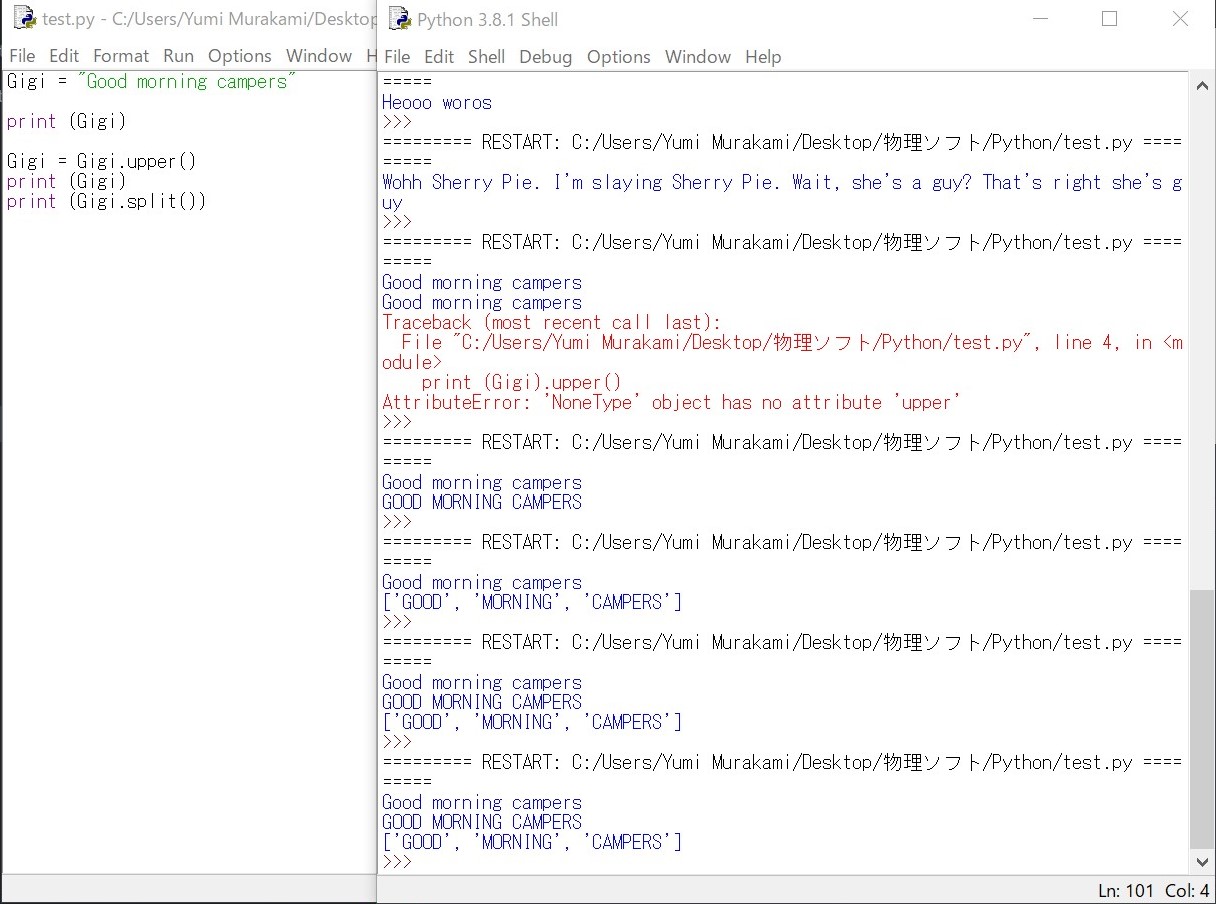 test.py - C:/Users/Yumi Murakami/Desktop
File Edit Format Run Options Window H
Gigi = "Good morning campers"
print (Gigi)
Gigi = Gigi.upper()
print (Gigi)
print (Gigi.split())
Python 3.8.1 Shell
File Edit Shell Debug Options Window Help
=====
Heooo woros
>>>
========= RESTART: C:/Users/Yumi Murakami/Desktop/物理ソフト/Python/test.py ====
=====
Wohh Sherry Pie. I'm slaying Sherry Pie. Wait, she's a guy? That's right she's g
uy
>>>
========= RESTART: C:/Users/Yumi Murakami/Desktop/物理ソフト/Python/test.py ====
=====
Good morning campers
Good morning campers
Traceback (most recent call last):
  File "C:/Users/Yumi Murakami/Desktop/物理ソフト/Python/test.py", line 4, in <m
odule>
    print (Gigi).upper()
AttributeError: 'NoneType' object has no attribute 'upper'
>>>
========= RESTART: C:/Users/Yumi Murakami/Desktop/物理ソフト/Python/test.py ====
=====
Good morning campers
GOOD MORNING CAMPERS
>>>
========= RESTART: C:/Users/Yumi Murakami/Desktop/物理ソフト/Python/test.py ====
=====
Good morning campers
['GOOD', 'MORNING', 'CAMPERS']
>>>
========= RESTART: C:/Users/Yumi Murakami/Desktop/物理ソフト/Python/test.py ====
=====
Good morning campers
GOOD MORNING CAMPERS
['GOOD', 'MORNING', 'CAMPERS']
>>>
========= RESTART: C:/Users/Yumi Murakami/Desktop/物理ソフト/Python/test.py ====
=====
Good morning campers
GOOD MORNING CAMPERS
['GOOD', 'MORNING', 'CAMPERS']
>>>
Ln: 101 Col: 4